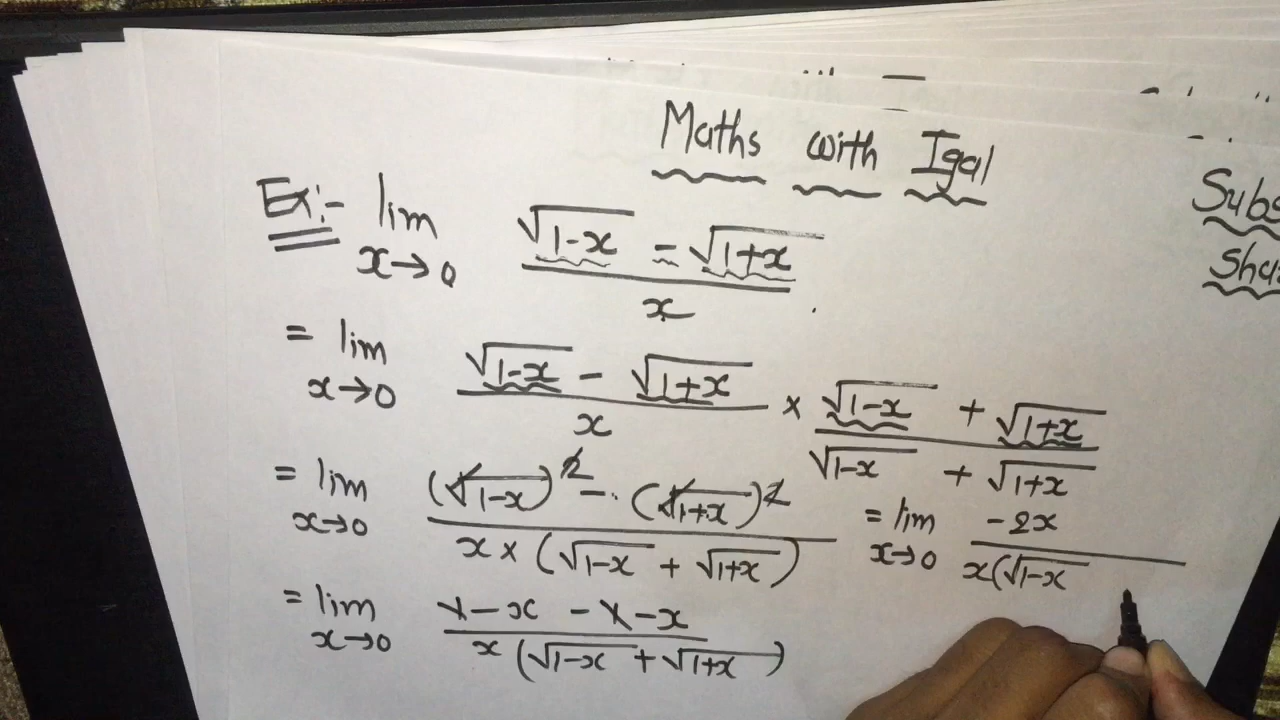 Maths with Igal
Subs
Sha
Ex:- lim x→0 (√(1-x) - √(1+x)) / x
= lim x→0 (√(1-x) - √(1+x)) / x × (√(1-x) + √(1+x)) / (√(1-x) + √(1+x))
= lim x→0 ((√(1-x))² - (√(1+x))²) / (x × (√(1-x) + √(1+x)))
= lim x→0 (1-x -1-x) / (x(√(1-x) + √(1+x)))
= lim x→0 -2x / (x(√(1-x)